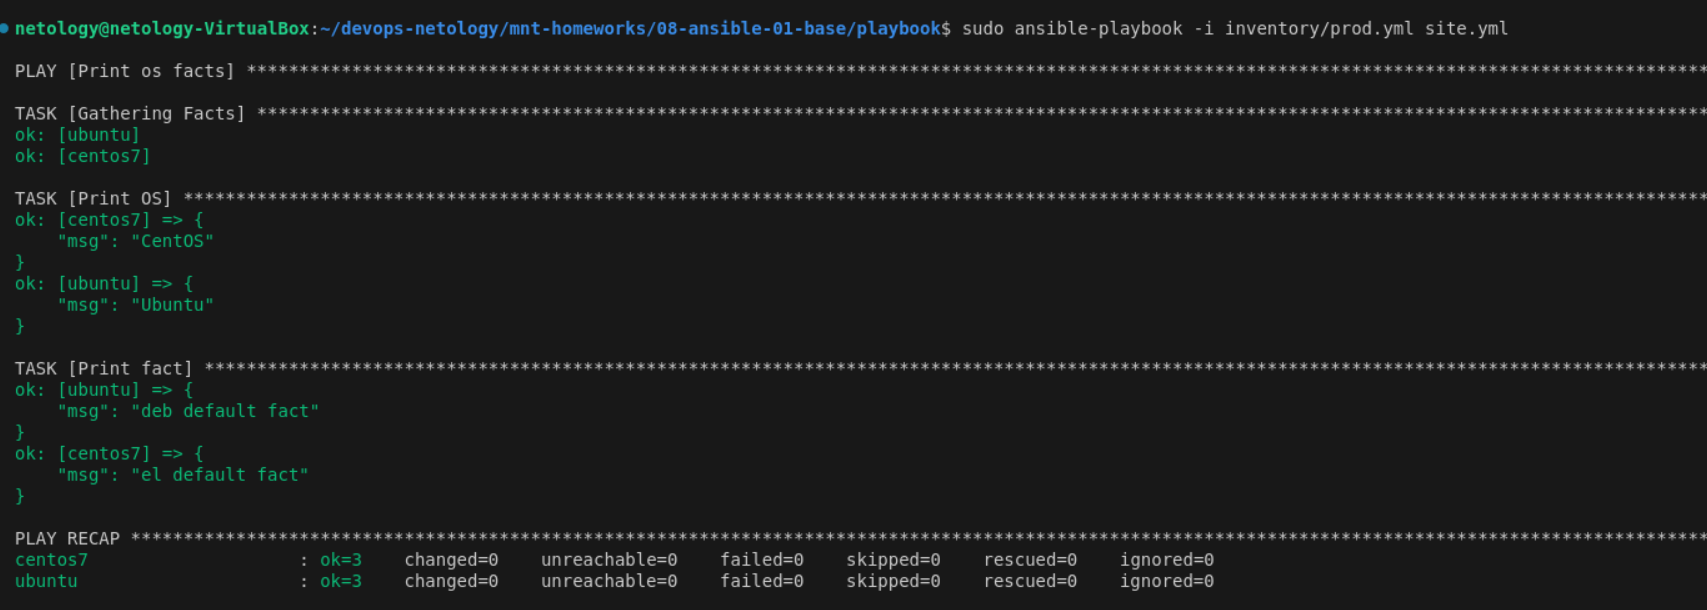 netology@netology-VirtualBox:~/devops-netology/mnt-homeworks/08-ansible-01-base/playbook$ sudo ansible-playbook -i inventory/prod.yml site.yml
PLAY [Print os facts] ******************************************************************************************************************************************
TASK [Gathering Facts] *****************************************************************************************************************************************
ok: [ubuntu]
ok: [centos7]
TASK [Print OS] ************************************************************************************************************************************************
ok: [centos7] => {
    "msg": "CentOS"
}
ok: [ubuntu] => {
    "msg": "Ubuntu"
}
TASK [Print fact] **********************************************************************************************************************************************
ok: [ubuntu] => {
    "msg": "deb default fact"
}
ok: [centos7] => {
    "msg": "el default fact"
}
PLAY RECAP *****************************************************************************************************************************************************
centos7                    : ok=3    changed=0    unreachable=0    failed=0    skipped=0    rescued=0    ignored=0
ubuntu                     : ok=3    changed=0    unreachable=0    failed=0    skipped=0    rescued=0    ignored=0